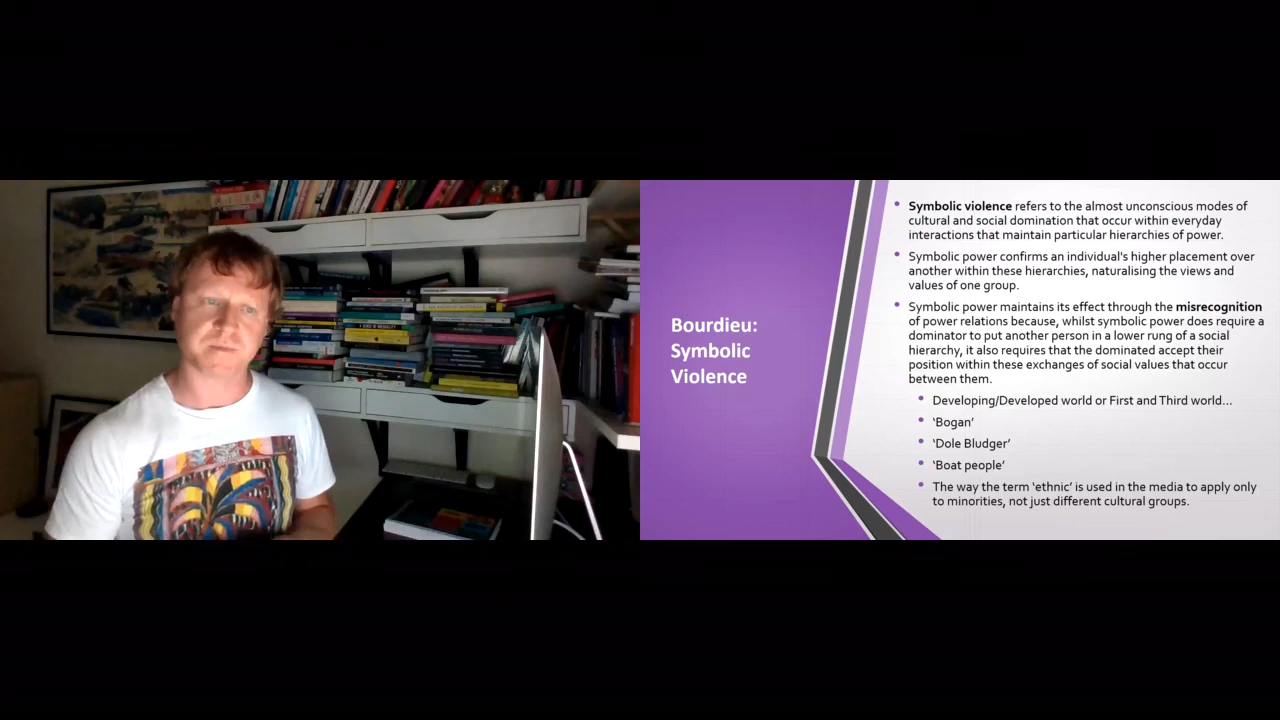 Bourdieu:
Symbolic
Violence
Symbolic violence refers to the almost unconscious modes of
cultural and social domination that occur within everyday
interactions that maintain particular hierarchies of power.
Symbolic power confirms an individual's higher placement over
another within these hierarchies, naturalising the views and
values of one group.
Symbolic power maintains its effect through the misrecognition
of power relations because, whilst symbolic power does require a
dominator to put another person in a lower rung of a social
hierarchy, it also requires that the dominated accept their
position within these exchanges of social values that occur
between them.
Developing/Developed world or First and Third world...
‘Bogan’
‘Dole Bludger’
‘Boat people’
The way the term ‘ethnic’ is used in the media to apply only
to minorities, not just different cultural groups.